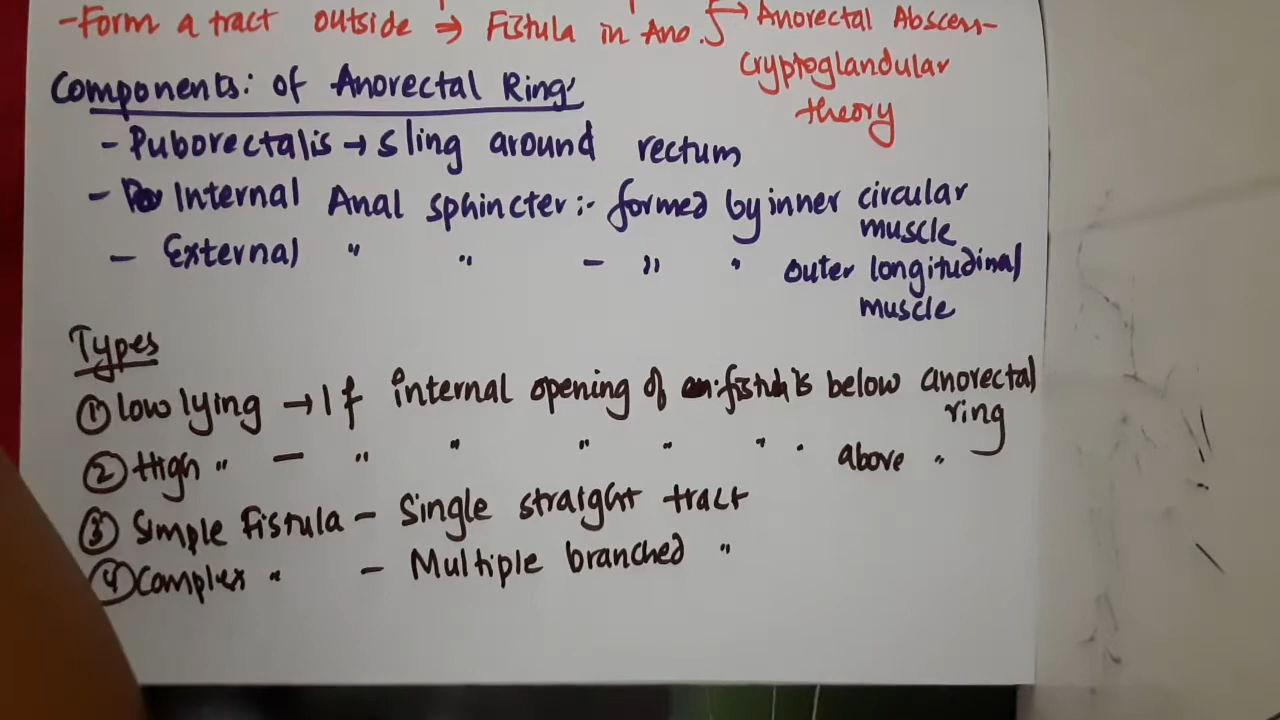 -Form a tract outside ⇒ Fistula in Ano. → Anorectal Abscess-
cryptoglandular
theory
Components: of Anorectal Ring:
- Puborectalis → sling around rectum
- Internal Anal sphincter:- formed by inner circular
muscle
- External " " - " " outer longitudinal
muscle
Types
① low lying → If internal opening of fistula is below anorectal
ring
② High " - " " " " " " above "
③ Simple Fistula - Single straight tract
④ Complex " - Multiple branched "